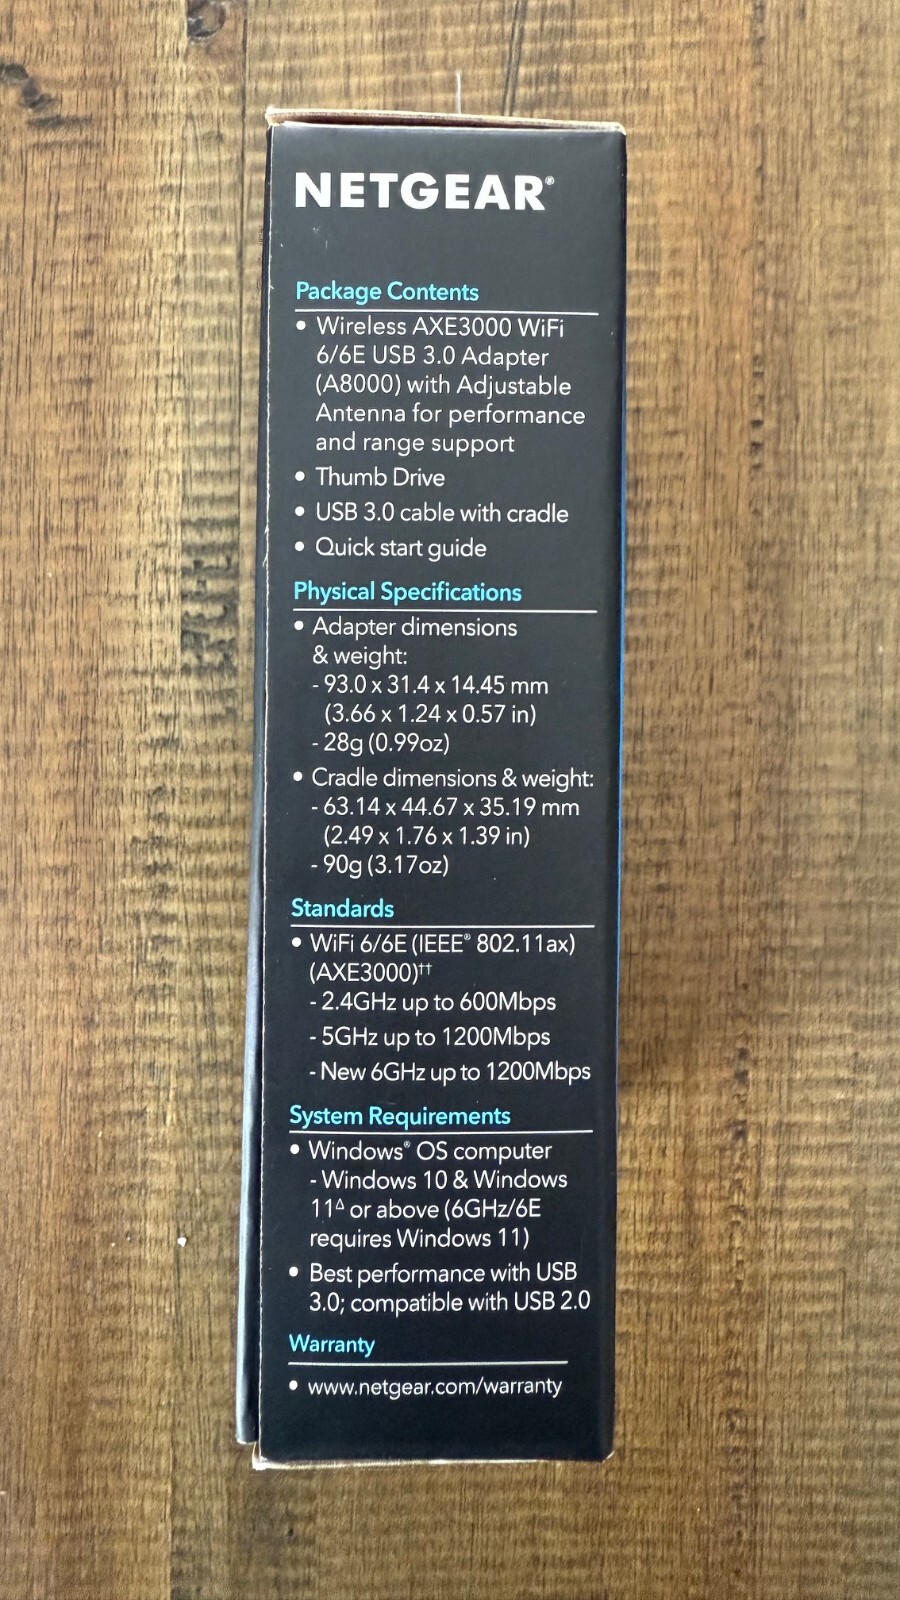 NETGEAR®
Package Contents
• Wireless AXE3000 WiFi
6/6E USB 3.0 Adapter
(A8000) with Adjustable
Antenna for performance
and range support
• Thumb Drive
• USB 3.0 cable with cradle
• Quick start guide
Physical Specifications
• Adapter dimensions
& weight:
- 93.0 x 31.4 x 14.45 mm
(3.66 x 1.24 x 0.57 in)
- 28g (0.99oz)
• Cradle dimensions & weight:
- 63.14 x 44.67 x 35.19 mm
(2.49 x 1.76 x 1.39 in)
- 90g (3.17oz)
Standards
• WiFi 6/6E (IEEE® 802.11ax)
(AXE3000)††
- 2.4GHz up to 600Mbps
- 5GHz up to 1200Mbps
- New 6GHz up to 1200Mbps
System Requirements
• Windows® OS computer
- Windows 10 & Windows
11∆ or above (6GHz/6E
requires Windows 11)
• Best performance with USB
3.0; compatible with USB 2.0
Warranty
• www.netgear.com/warranty